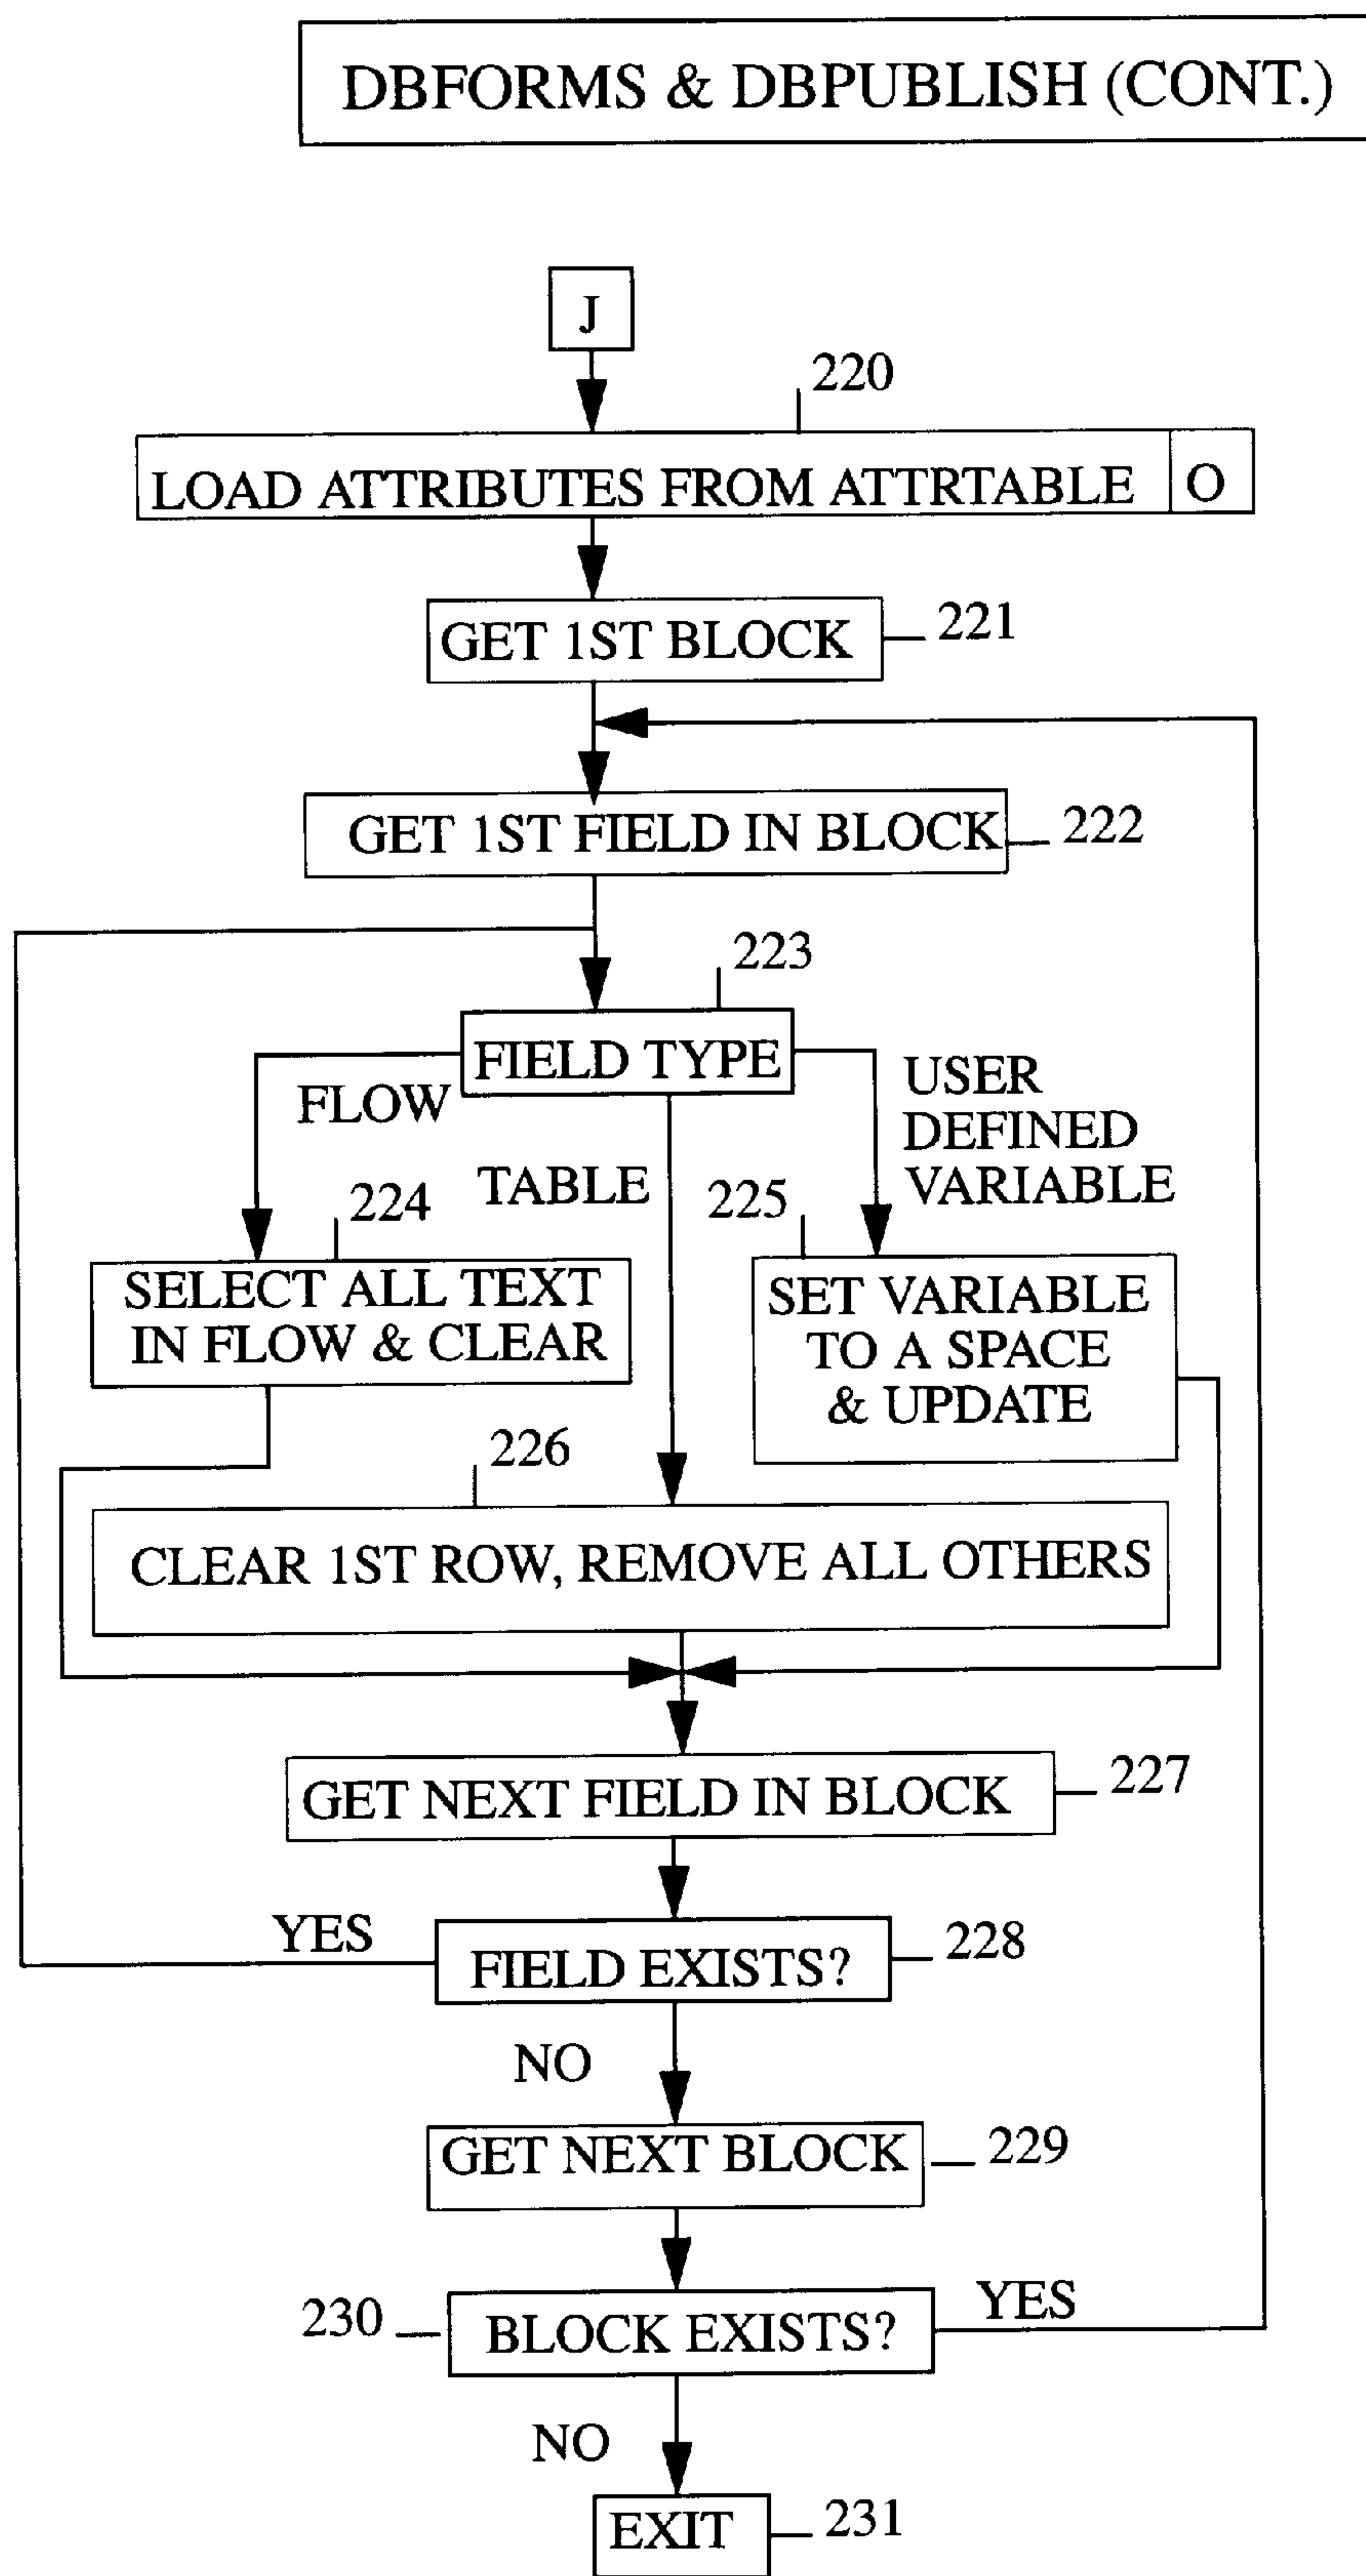 DBFORMS & DBPUBLISH (CONT.)
J
220
LOAD ATTRIBUTES FROM ATTRTABLE O
GET 1ST BLOCK 221
GET 1ST FIELD IN BLOCK 222
223
FIELD TYPE
FLOW
USER
DEFINED
VARIABLE
TABLE
224
225
SELECT ALL TEXT
IN FLOW & CLEAR
SET VARIABLE
TO A SPACE
& UPDATE
226
CLEAR 1ST ROW, REMOVE ALL OTHERS
GET NEXT FIELD IN BLOCK 227
YES
FIELD EXISTS? 228
NO
GET NEXT BLOCK 229
230 BLOCK EXISTS? YES
NO
EXIT 231